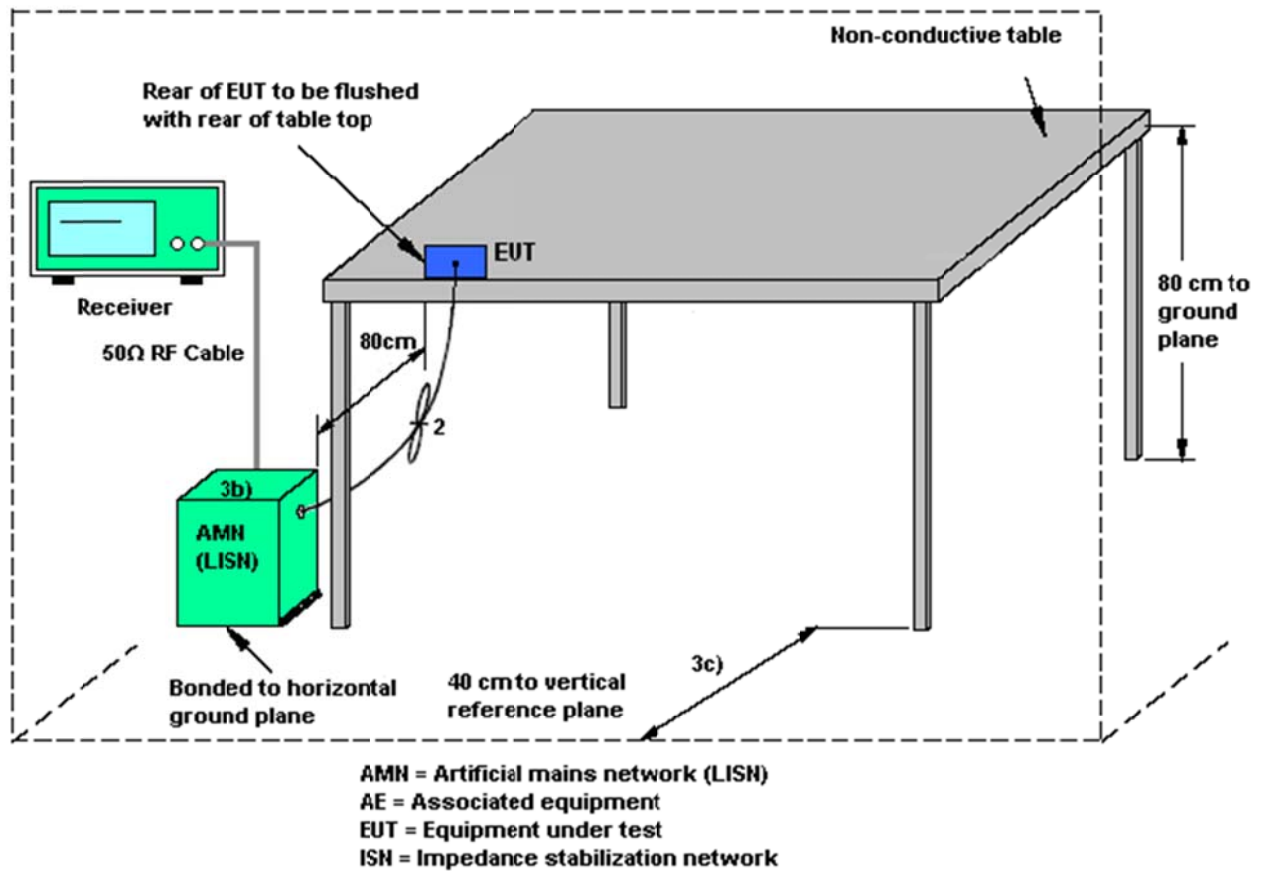 Non-conductive table
Rear of EUT to be flushed
with rear of table top
EUT
Receiver
80cm
80 cm to
ground
plane
50Ω RF Cable
2
3b)
AMN
(LISN)
3c)
Bonded to horizontal
ground plane
40 cm to vertical
reference plane
AMN = Artificial mains network (LISN)
AE = Associated equipment
EUT = Equipment under test
ISN = Impedance stabilization network